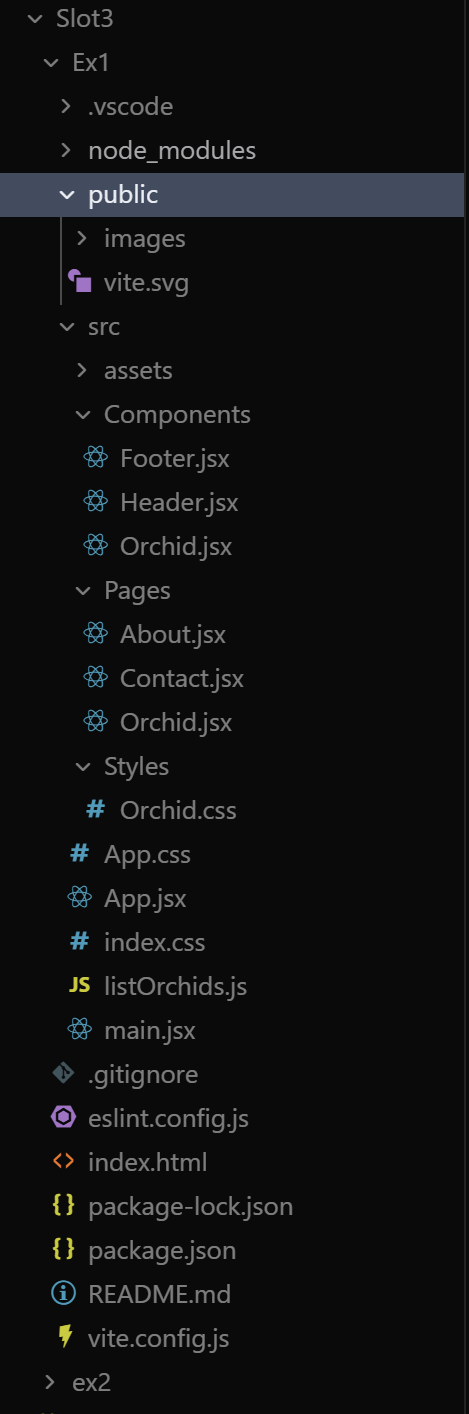 Slot3
Ex1
.vscode
node_modules
public
images
vite.svg
src
assets
Components
Footer.jsx
Header.jsx
Orchid.jsx
Pages
About.jsx
Contact.jsx
Orchid.jsx
Styles
# Orchid.css
# App.css
App.jsx
# index.css
JS listOrchids.js
main.jsx
.gitignore
eslint.config.js
<> index.html
{} package-lock.json
{} package.json
README.md
vite.config.js
ex2